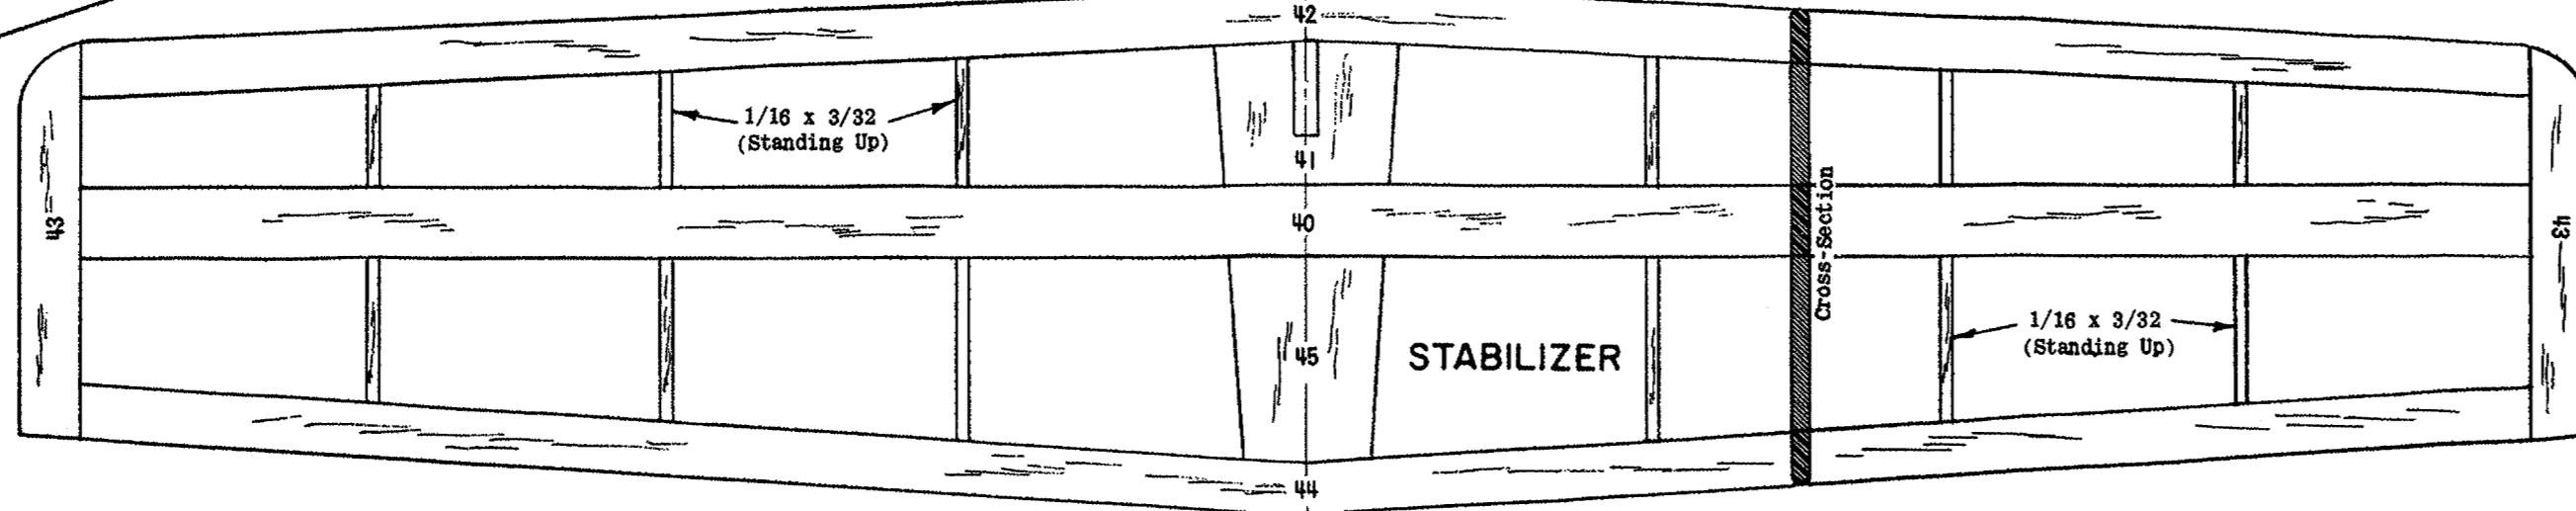 42
1/16 x 3/32
(Standing Up)
41
Cross-Section
43
40
43
1/16 x 3/32
(Standing Up)
45
STABILIZER
44